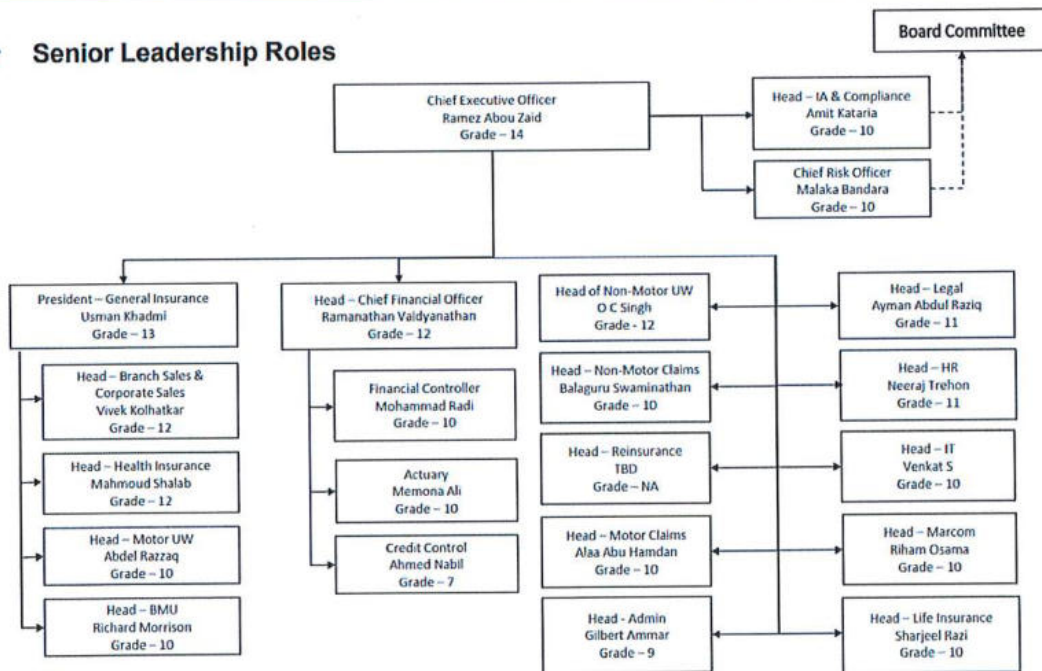 Senior Leadership Roles
Board Committee
Chief Executive Officer
Ramez Abou Zaid
Grade – 14
Head – IA & Compliance
Amit Kataria
Grade – 10
Chief Risk Officer
Malaka Bandara
Grade – 10
President – General Insurance
Usman Khadmi
Grade – 13
Head – Branch Sales &
Corporate Sales
Vivek Kolhatkar
Grade – 12
Head – Health Insurance
Mahmoud Shalab
Grade – 12
Head – Motor UW
Abdel Razzaq
Grade – 10
Head – BMU
Richard Morrison
Grade – 10
Head – Chief Financial Officer
Ramanathan Vaidyanathan
Grade – 12
Financial Controller
Mohammad Radi
Grade – 10
Actuary
Memona Ali
Grade – 10
Credit Control
Ahmed Nabil
Grade – 7
Head of Non-Motor UW
O C Singh
Grade - 12
Head – Non-Motor Claims
Balaguru Swaminathan
Grade – 10
Head – Reinsurance
TBD
Grade – NA
Head – Motor Claims
Alaa Abu Hamdan
Grade – 10
Head - Admin
Gilbert Ammar
Grade – 9
Head – Legal
Ayman Abdul Raziq
Grade – 11
Head – HR
Neeraj Trehon
Grade – 11
Head – IT
Venkat S
Grade – 10
Head – Marcom
Riham Osama
Grade – 10
Head – Life Insurance
Sharjeel Razi
Grade – 10